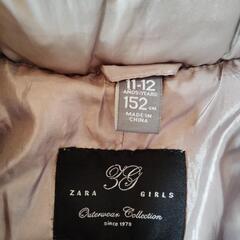 11-12
AÑOS/YEARS
152 cm
MADE IN
CHINA
ZG
ZARA GIRLS
Outerwear Collection
since 1975